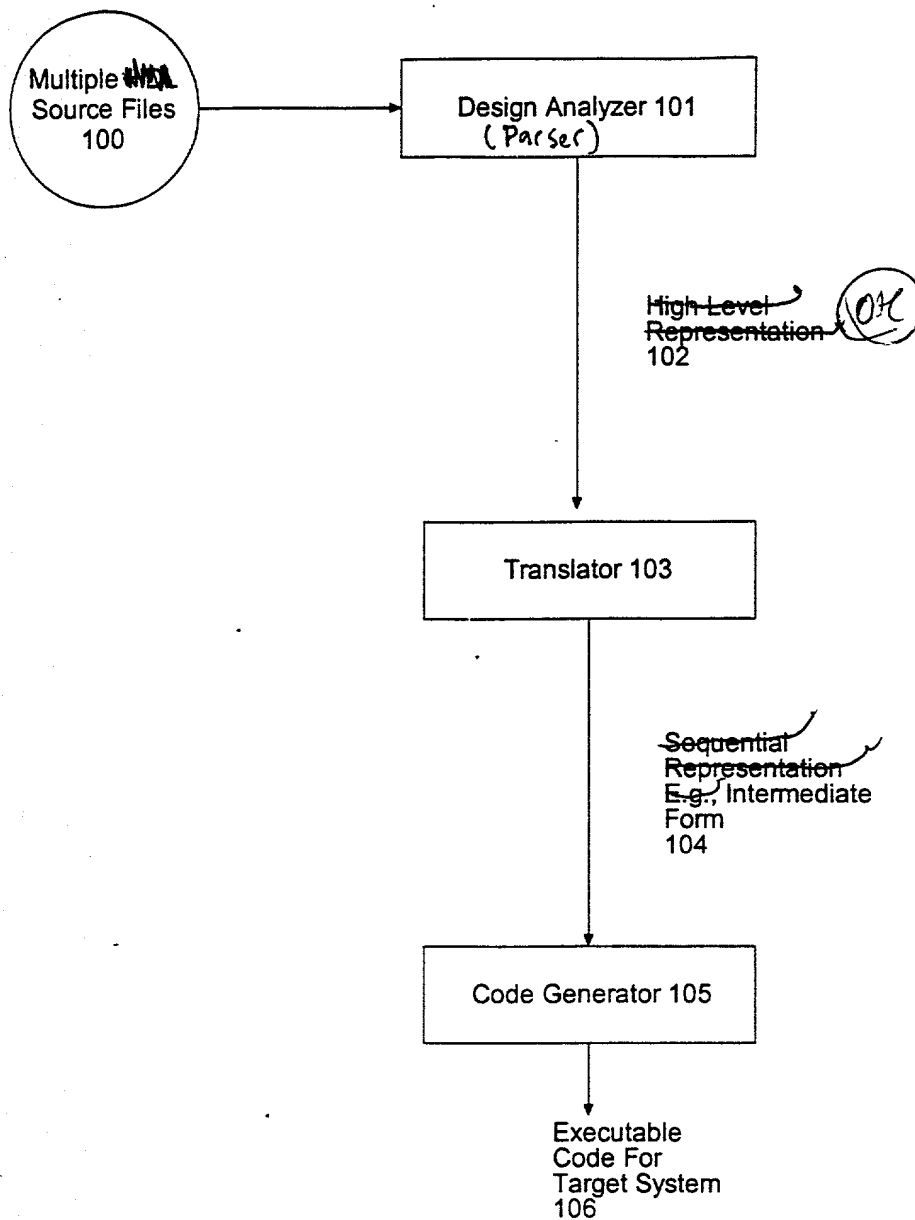 Multiple
Source Files
100
Design Analyzer 101
(Parser)
High Level
Representation
102
OK
Translator 103
Sequential
Representation
E.g., Intermediate
Form
104
Code Generator 105
Executable
Code For
Target System
106